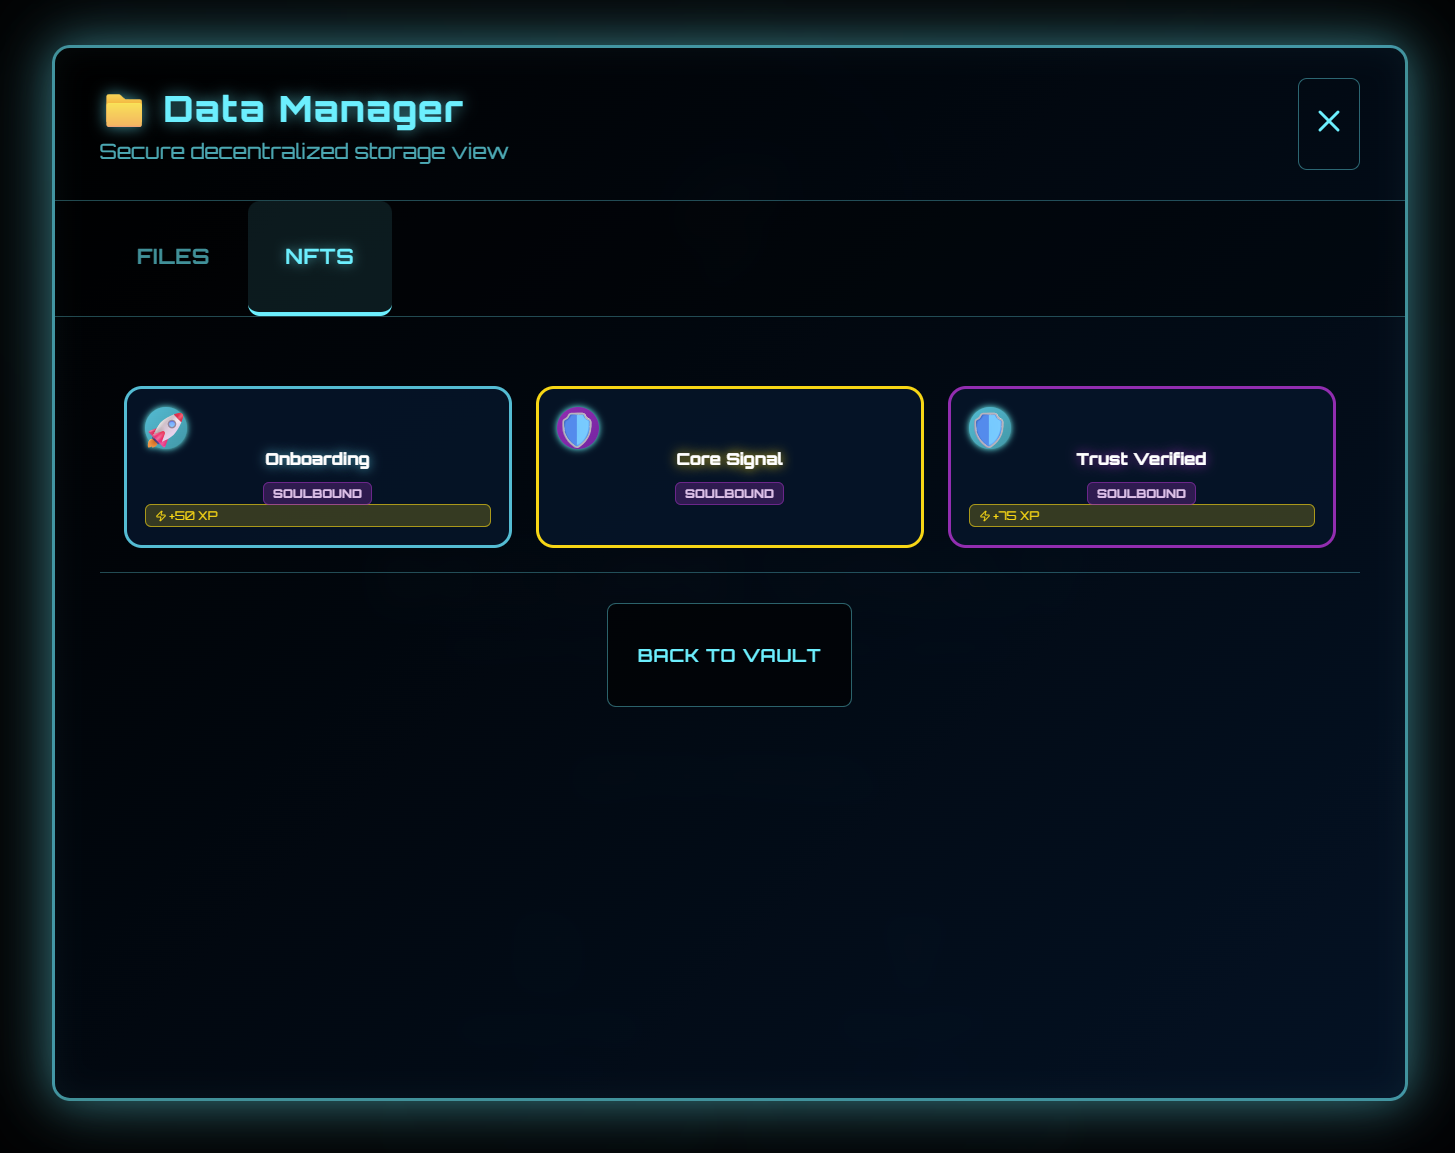 Data Manager
Secure decentralized storage view
FILES
NFTS
Onboarding
SOULBOUND
+50 XP
Core Signal
SOULBOUND
Trust Verified
SOULBOUND
+75 XP
BACK TO VAULT